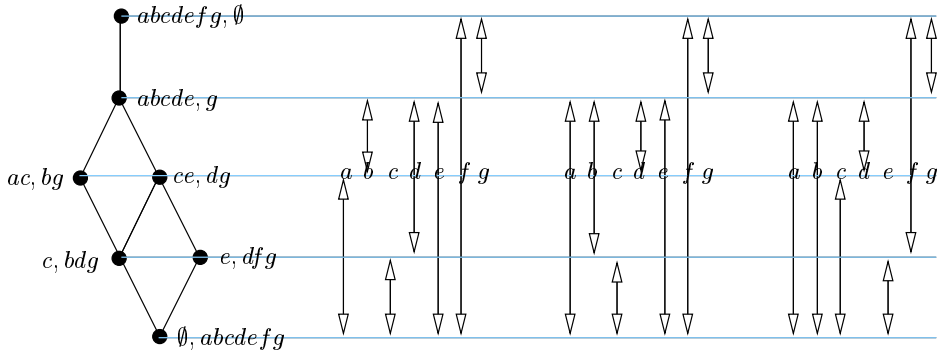 abcdefg, ∅
abcde, g
ac, bg ce, dg a b c d e f g a b c d e f g a b c d e f g
c, bdg e, dfg
∅, abcdefg